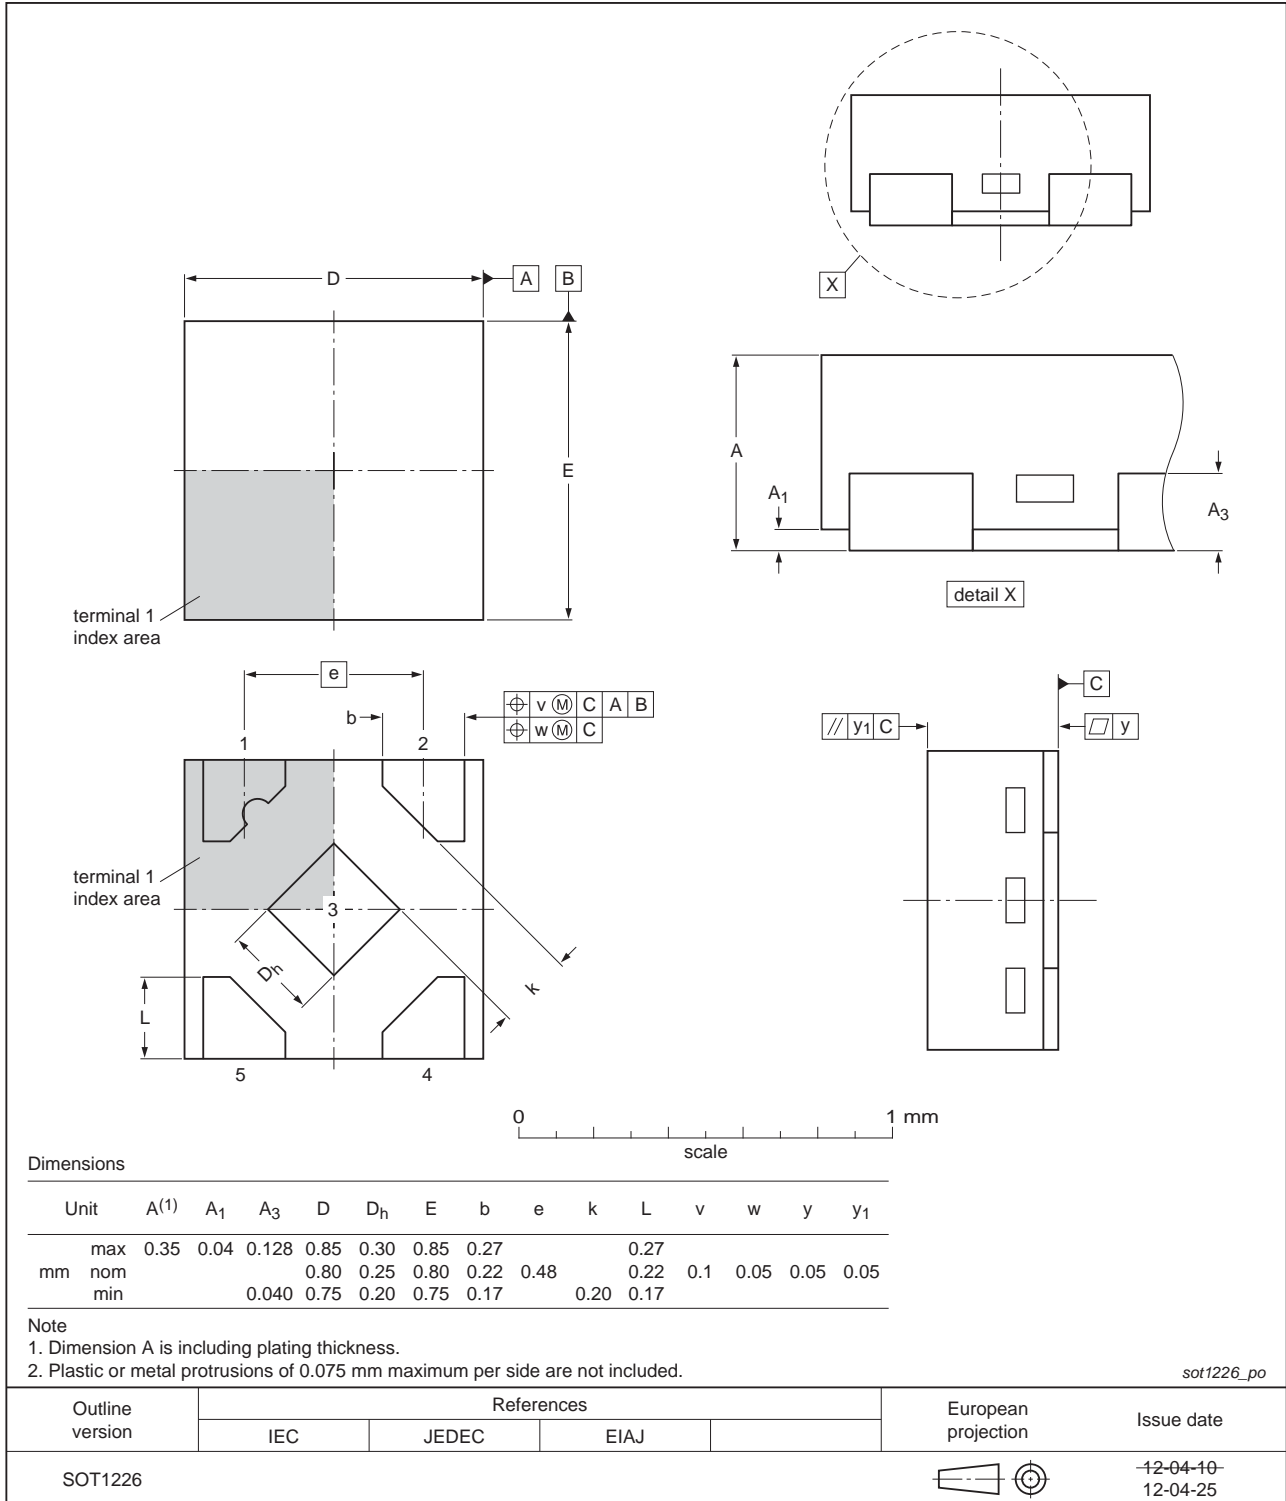 X
D
A
B
E
terminal 1
index area
A
A1
A3
detail X
e
b
v M C A B
w M C
1
2
terminal 1
index area
3
Dh
k
L
5
4
C
// y1 C
y
0
1 mm
scale
Dimensions
Unit A(1) A1 A3 D Dh E b e k L v w y y1
max 0.35 0.04 0.128 0.85 0.30 0.85 0.27 0.27
mm nom 0.80 0.25 0.80 0.22 0.48 0.22 0.1 0.05 0.05 0.05
min 0.040 0.75 0.20 0.75 0.17 0.20 0.17
Note
1. Dimension A is including plating thickness.
2. Plastic or metal protrusions of 0.075 mm maximum per side are not included.
sot1226_po
Outline
version
References
IEC JEDEC EIAJ
European
projection
Issue date
SOT1226
12-04-10
12-04-25